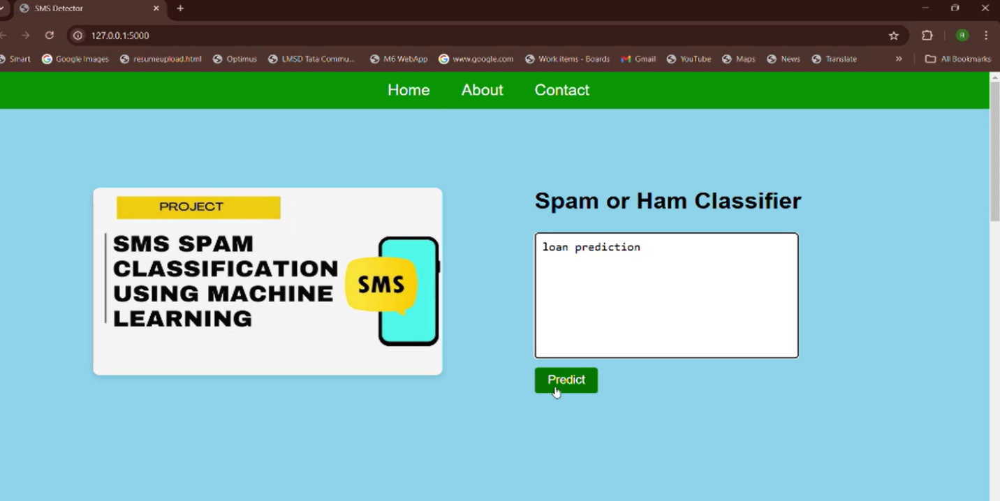 SMS Detector
127.0.0.1:5000
Smart Google Images resumeupload.html Optimus LMSD Tata Commu... M6 WebApp www.google.com Work items - Boards Gmail YouTube Maps News Translate » All Bookmarks
Home About Contact
PROJECT
SMS SPAM
CLASSIFICATION
USING MACHINE
LEARNING
SMS
Spam or Ham Classifier
loan prediction
Predict